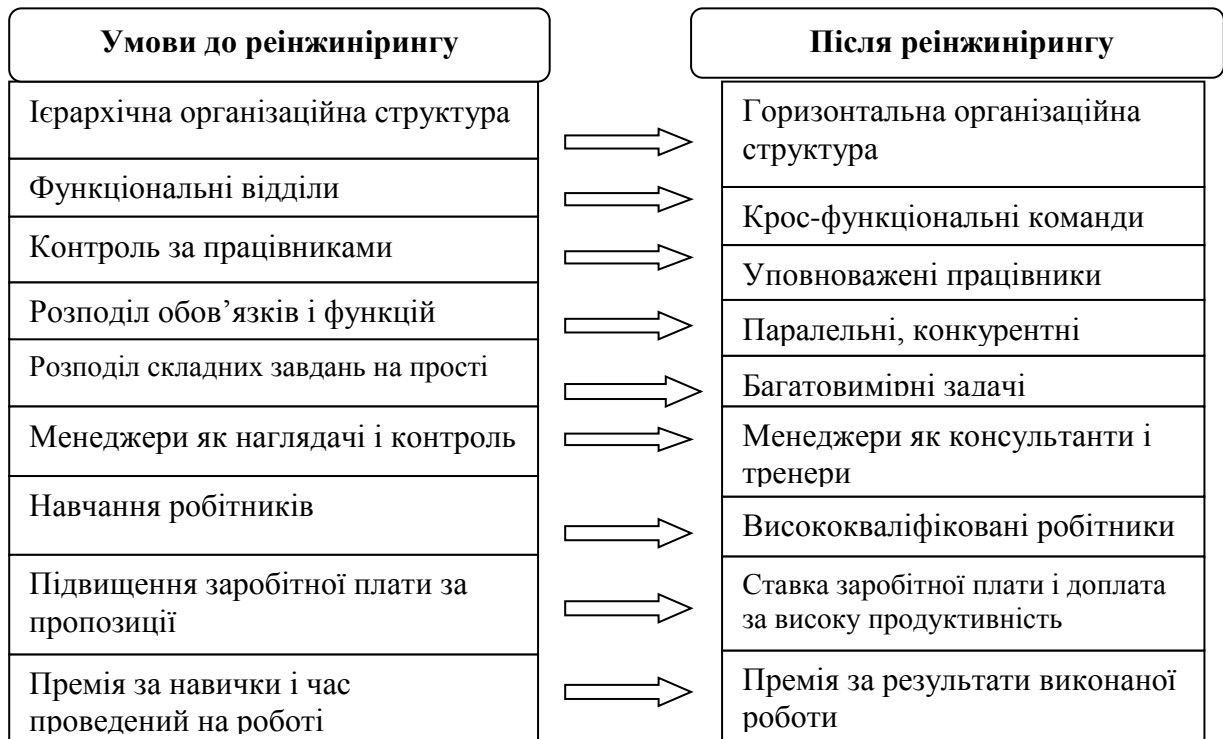 Умови до реінжинірингу
Ієрархічна організаційна структура
Функціональні відділи
Контроль за працівниками
Розподіл обов’язків і функцій
Розподіл складних завдань на прості
Менеджери як наглядачі і контроль
Навчання робітників
Підвищення заробітної плати за
пропозиції
Премія за навички і час
проведений на роботі
Після реінжинірингу
Горизонтальна організаційна
структура
Крос-функціональні команди
Уповноважені працівники
Паралельні, конкурентні
Багатовимірні задачі
Менеджери як консультанти і
тренери
Висококваліфіковані робітники
Ставка заробітної плати і доплата
за високу продуктивність
Премія за результати виконаної
роботи